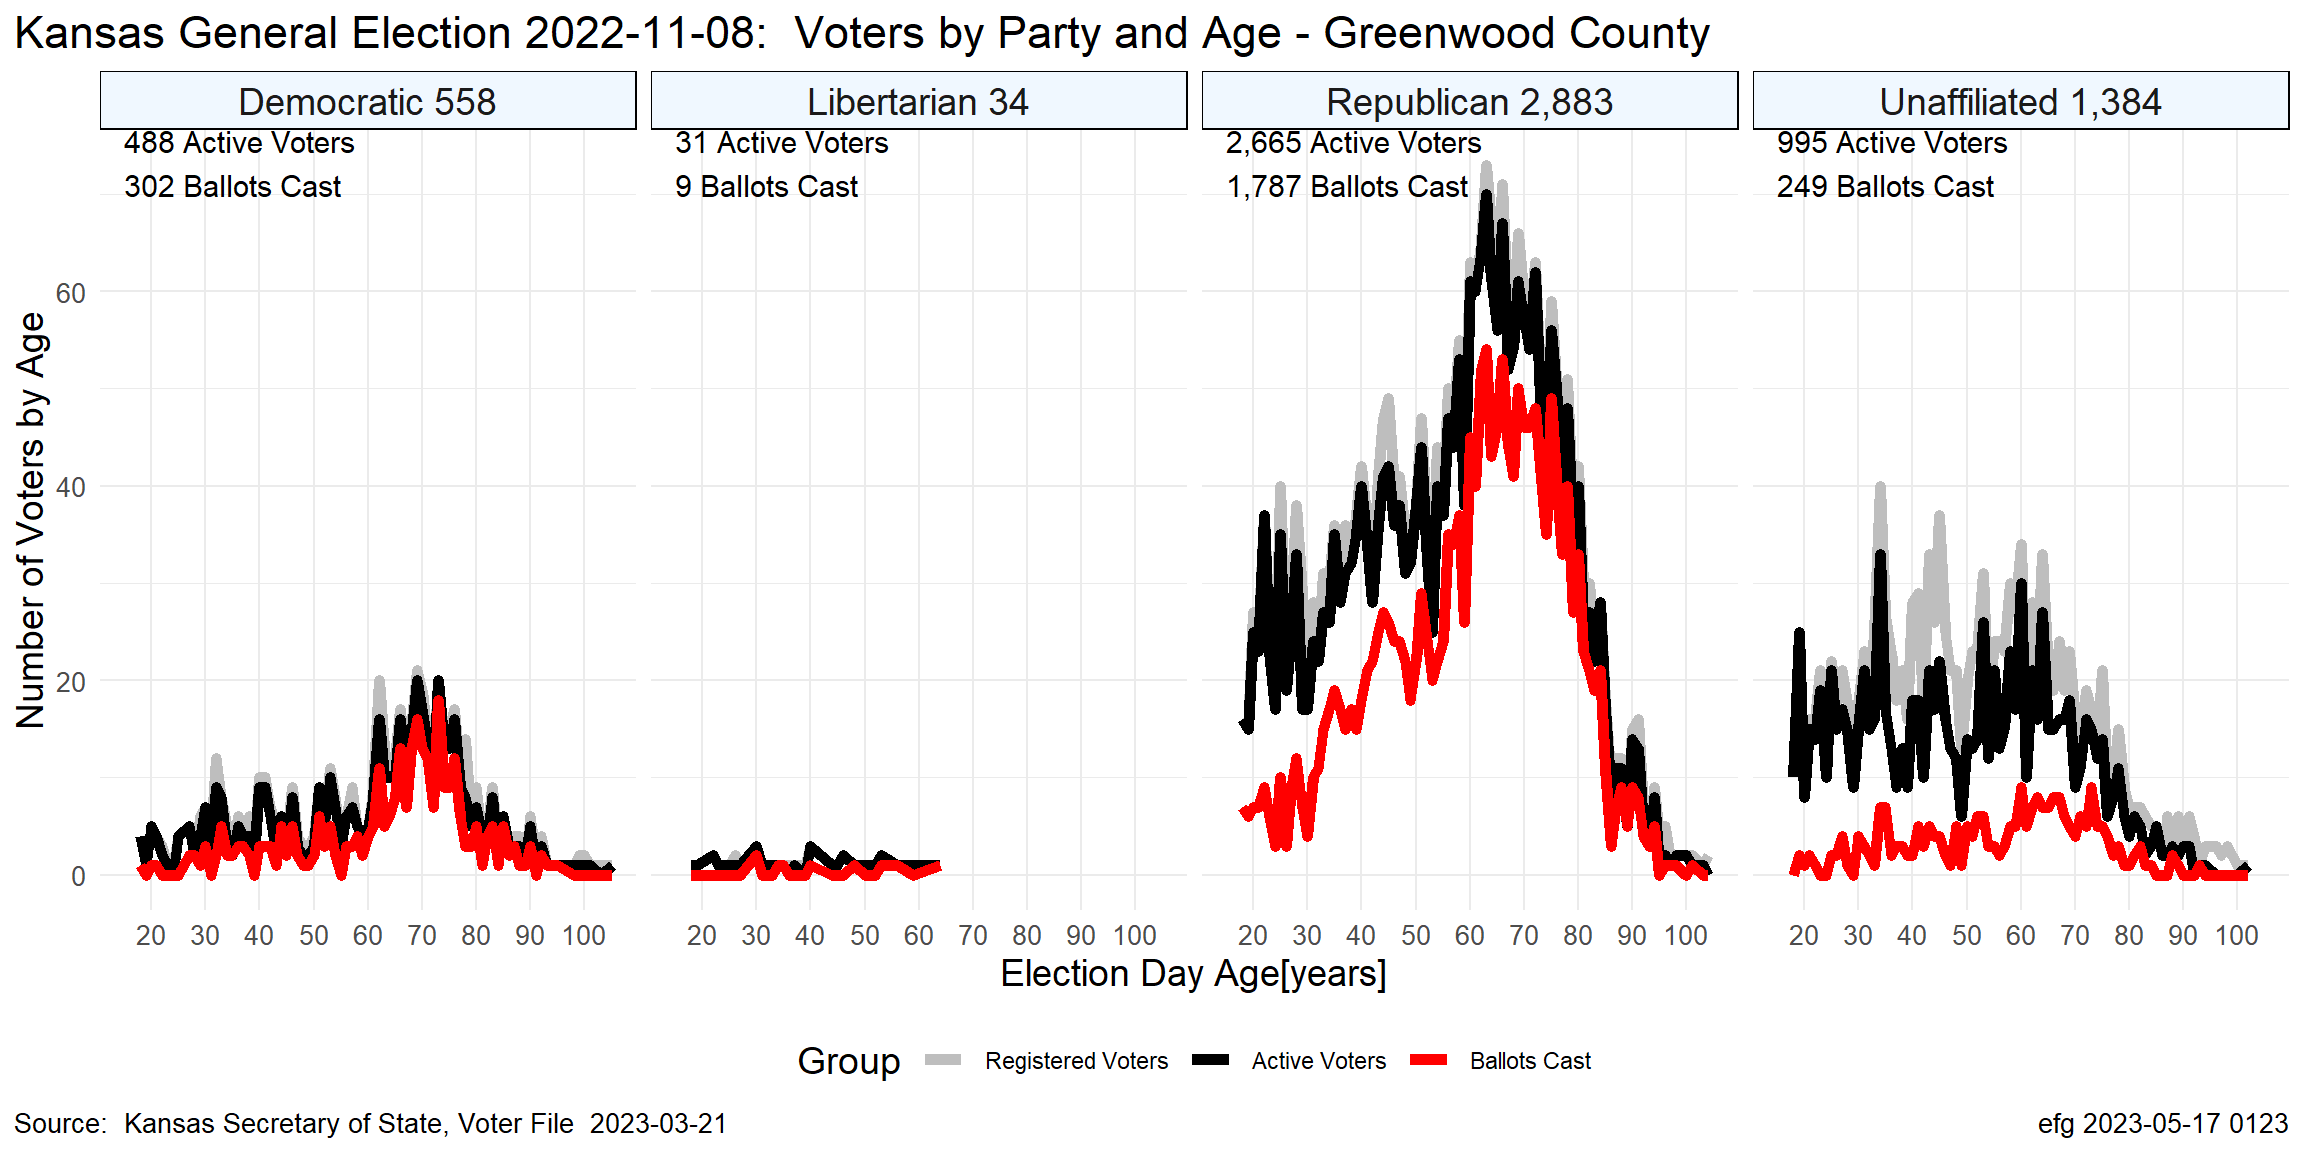 Kansas General Election 2022-11-08:  Voters by Party and Age - Greenwood County
Democratic 558
Libertarian 34
Republican 2,883
Unaffiliated 1,384
488 Active Voters
302 Ballots Cast
31 Active Voters
9 Ballots Cast
2,665 Active Voters
1,787 Ballots Cast
995 Active Voters
249 Ballots Cast
Number of Voters by Age
60
40
20
0
20 30 40 50 60 70 80 90 100
20 30 40 50 60 70 80 90 100
20 30 40 50 60 70 80 90 100
20 30 40 50 60 70 80 90 100
Election Day Age[years]
Group Registered Voters Active Voters Ballots Cast
Source:  Kansas Secretary of State, Voter File  2023-03-21
efg 2023-05-17 0123